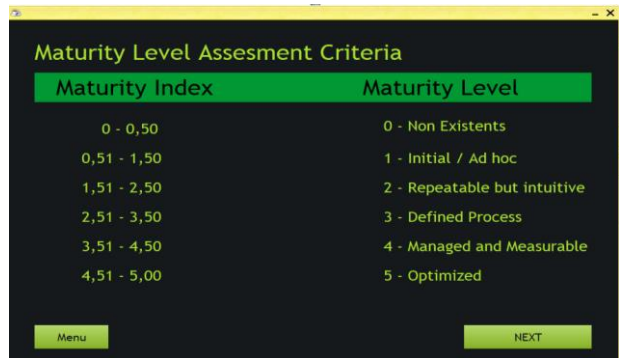 Maturity Level Assesment Criteria
Maturity Index Maturity Level
0 - 0,50 0 - Non Existents
0,51 - 1,50 1 - Initial / Ad hoc
1,51 - 2,50 2 - Repeatable but intuitive
2,51 - 3,50 3 - Defined Process
3,51 - 4,50 4 - Managed and Measurable
4,51 - 5,00 5 - Optimized
Menu NEXT